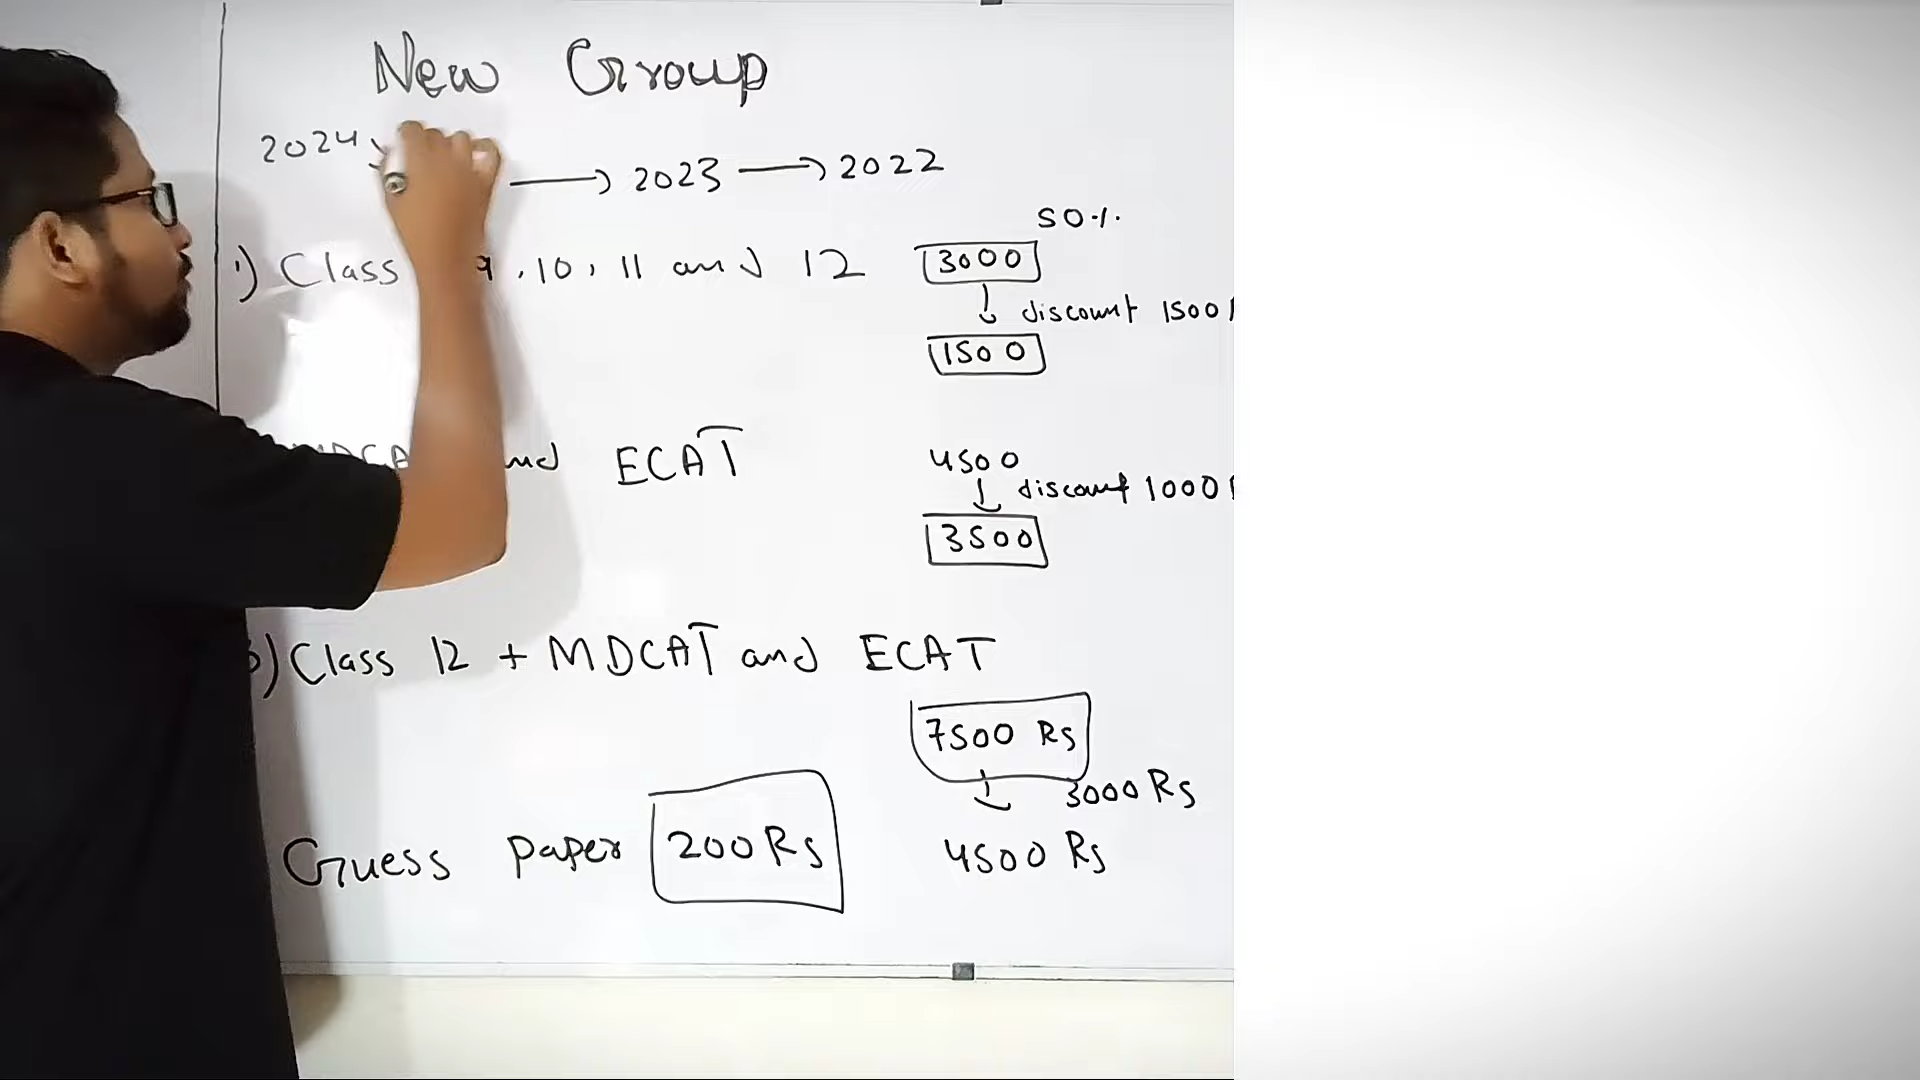 New Group
2024
→ 2023 → 2022
50%
1) Class 9, 10, 11 and 12 3000
↓ discount 1500
1500
MDCAT and ECAT 4500
↓ discount 1000
3500
3) Class 12 + MDCAT and ECAT
7500 Rs
↓ 3000 Rs
Guess paper 200 Rs 4500 Rs